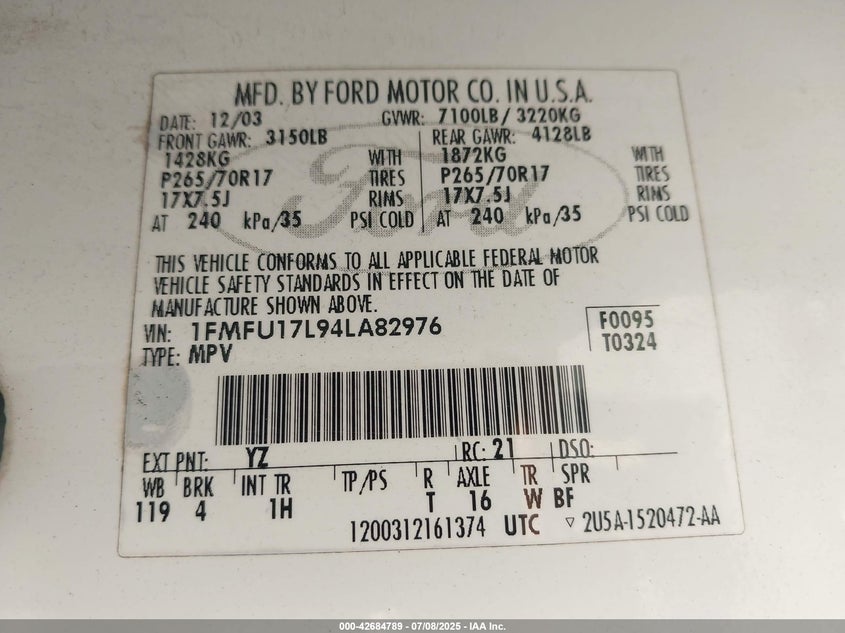 MFD. BY FORD MOTOR CO. IN U.S.A.
DATE: 12/03 GVWR: 7100LB/ 3220KG
FRONT GAWR: 3150LB REAR GAWR: 4128LB
1428KG WITH 1872KG WITH
P265/70R17 TIRES P265/70R17 TIRES
17X7.5J RIMS 17X7.5J RIMS
AT 240 kPa/35 PSI COLD AT 240 kPa/35 PSI COLD
Ford
THIS VEHICLE CONFORMS TO ALL APPLICABLE FEDERAL MOTOR
VEHICLE SAFETY STANDARDS IN EFFECT ON THE DATE OF
MANUFACTURE SHOWN ABOVE.
VIN: 1FMFU17L94LA82976 F0095
TYPE: MPV T0324
EXT PNT: YZ RC: 21 DSO:
WB BRK INT TR TP/PS R AXLE TR SPR
119 4 1H T 16 W BF
1200312161374 UTC ▽ 2U5A-1520472-AA
000-42684789 - 07/08/2025 - IAA Inc.